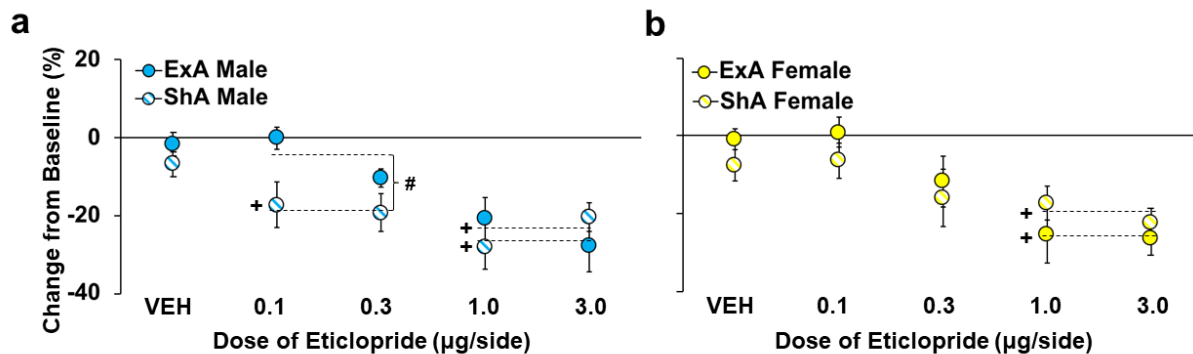 a
Change from Baseline (%)
20
0
-20
-40
ExA Male
ShA Male
+
#
+
+
VEH 0.1 0.3 1.0 3.0
Dose of Eticlopride (µg/side)
b
ExA Female
ShA Female
+
+
VEH 0.1 0.3 1.0 3.0
Dose of Eticlopride (µg/side)